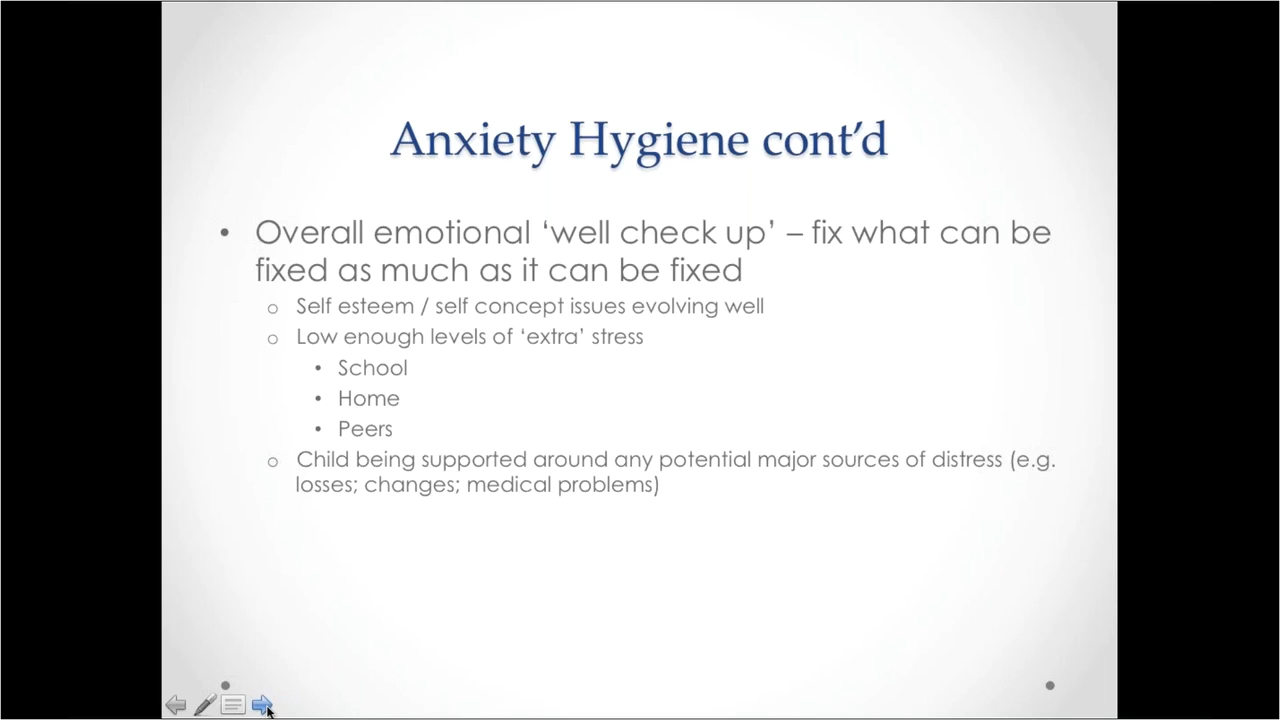 Anxiety Hygiene cont’d
• Overall emotional ‘well check up’ – fix what can be
fixed as much as it can be fixed
o Self esteem / self concept issues evolving well
o Low enough levels of ‘extra’ stress
• School
• Home
• Peers
o Child being supported around any potential major sources of distress (e.g.
losses; changes; medical problems)